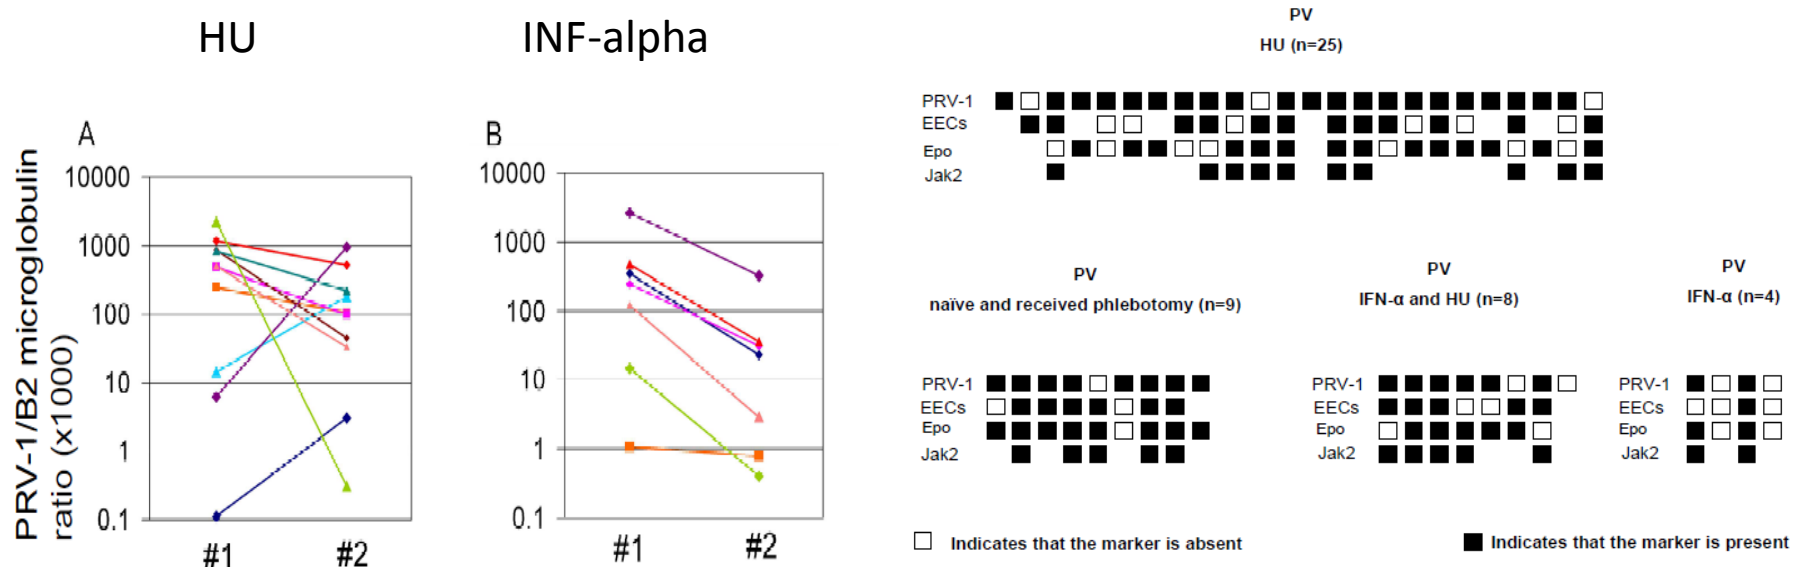 HU
INF-alpha
A
B
PRV-1/B2 microglobulin
ratio (x1000)
10000
1000
100
10
1
0.1
#1
#2
10000
1000
100
10
1
0.1
#1
#2
PV
HU (n=25)
PRV-1
EECs
Epo
Jak2
PV
naïve and received phlebotomy (n=9)
PRV-1
EECs
Epo
Jak2
PV
IFN-α and HU (n=8)
PRV-1
EECs
Epo
Jak2
PV
IFN-α (n=4)
PRV-1
EECs
Epo
Jak2
Indicates that the marker is absent
Indicates that the marker is present